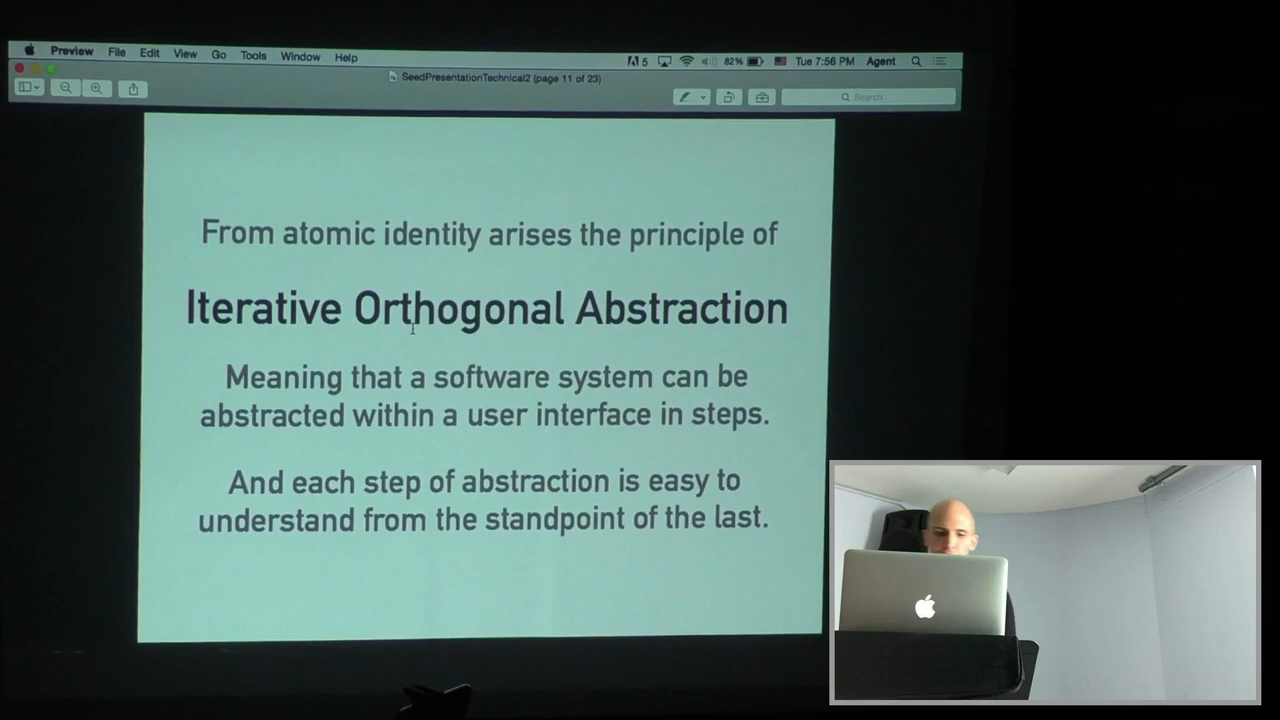 Preview File Edit View Go Tools Window Help
5 82% Tue 7:56 PM Agent
SeedPresentationTechnical2 (page 11 of 23)
Search
From atomic identity arises the principle of
Iterative Orthogonal Abstraction
Meaning that a software system can be
abstracted within a user interface in steps.
And each step of abstraction is easy to
understand from the standpoint of the last.